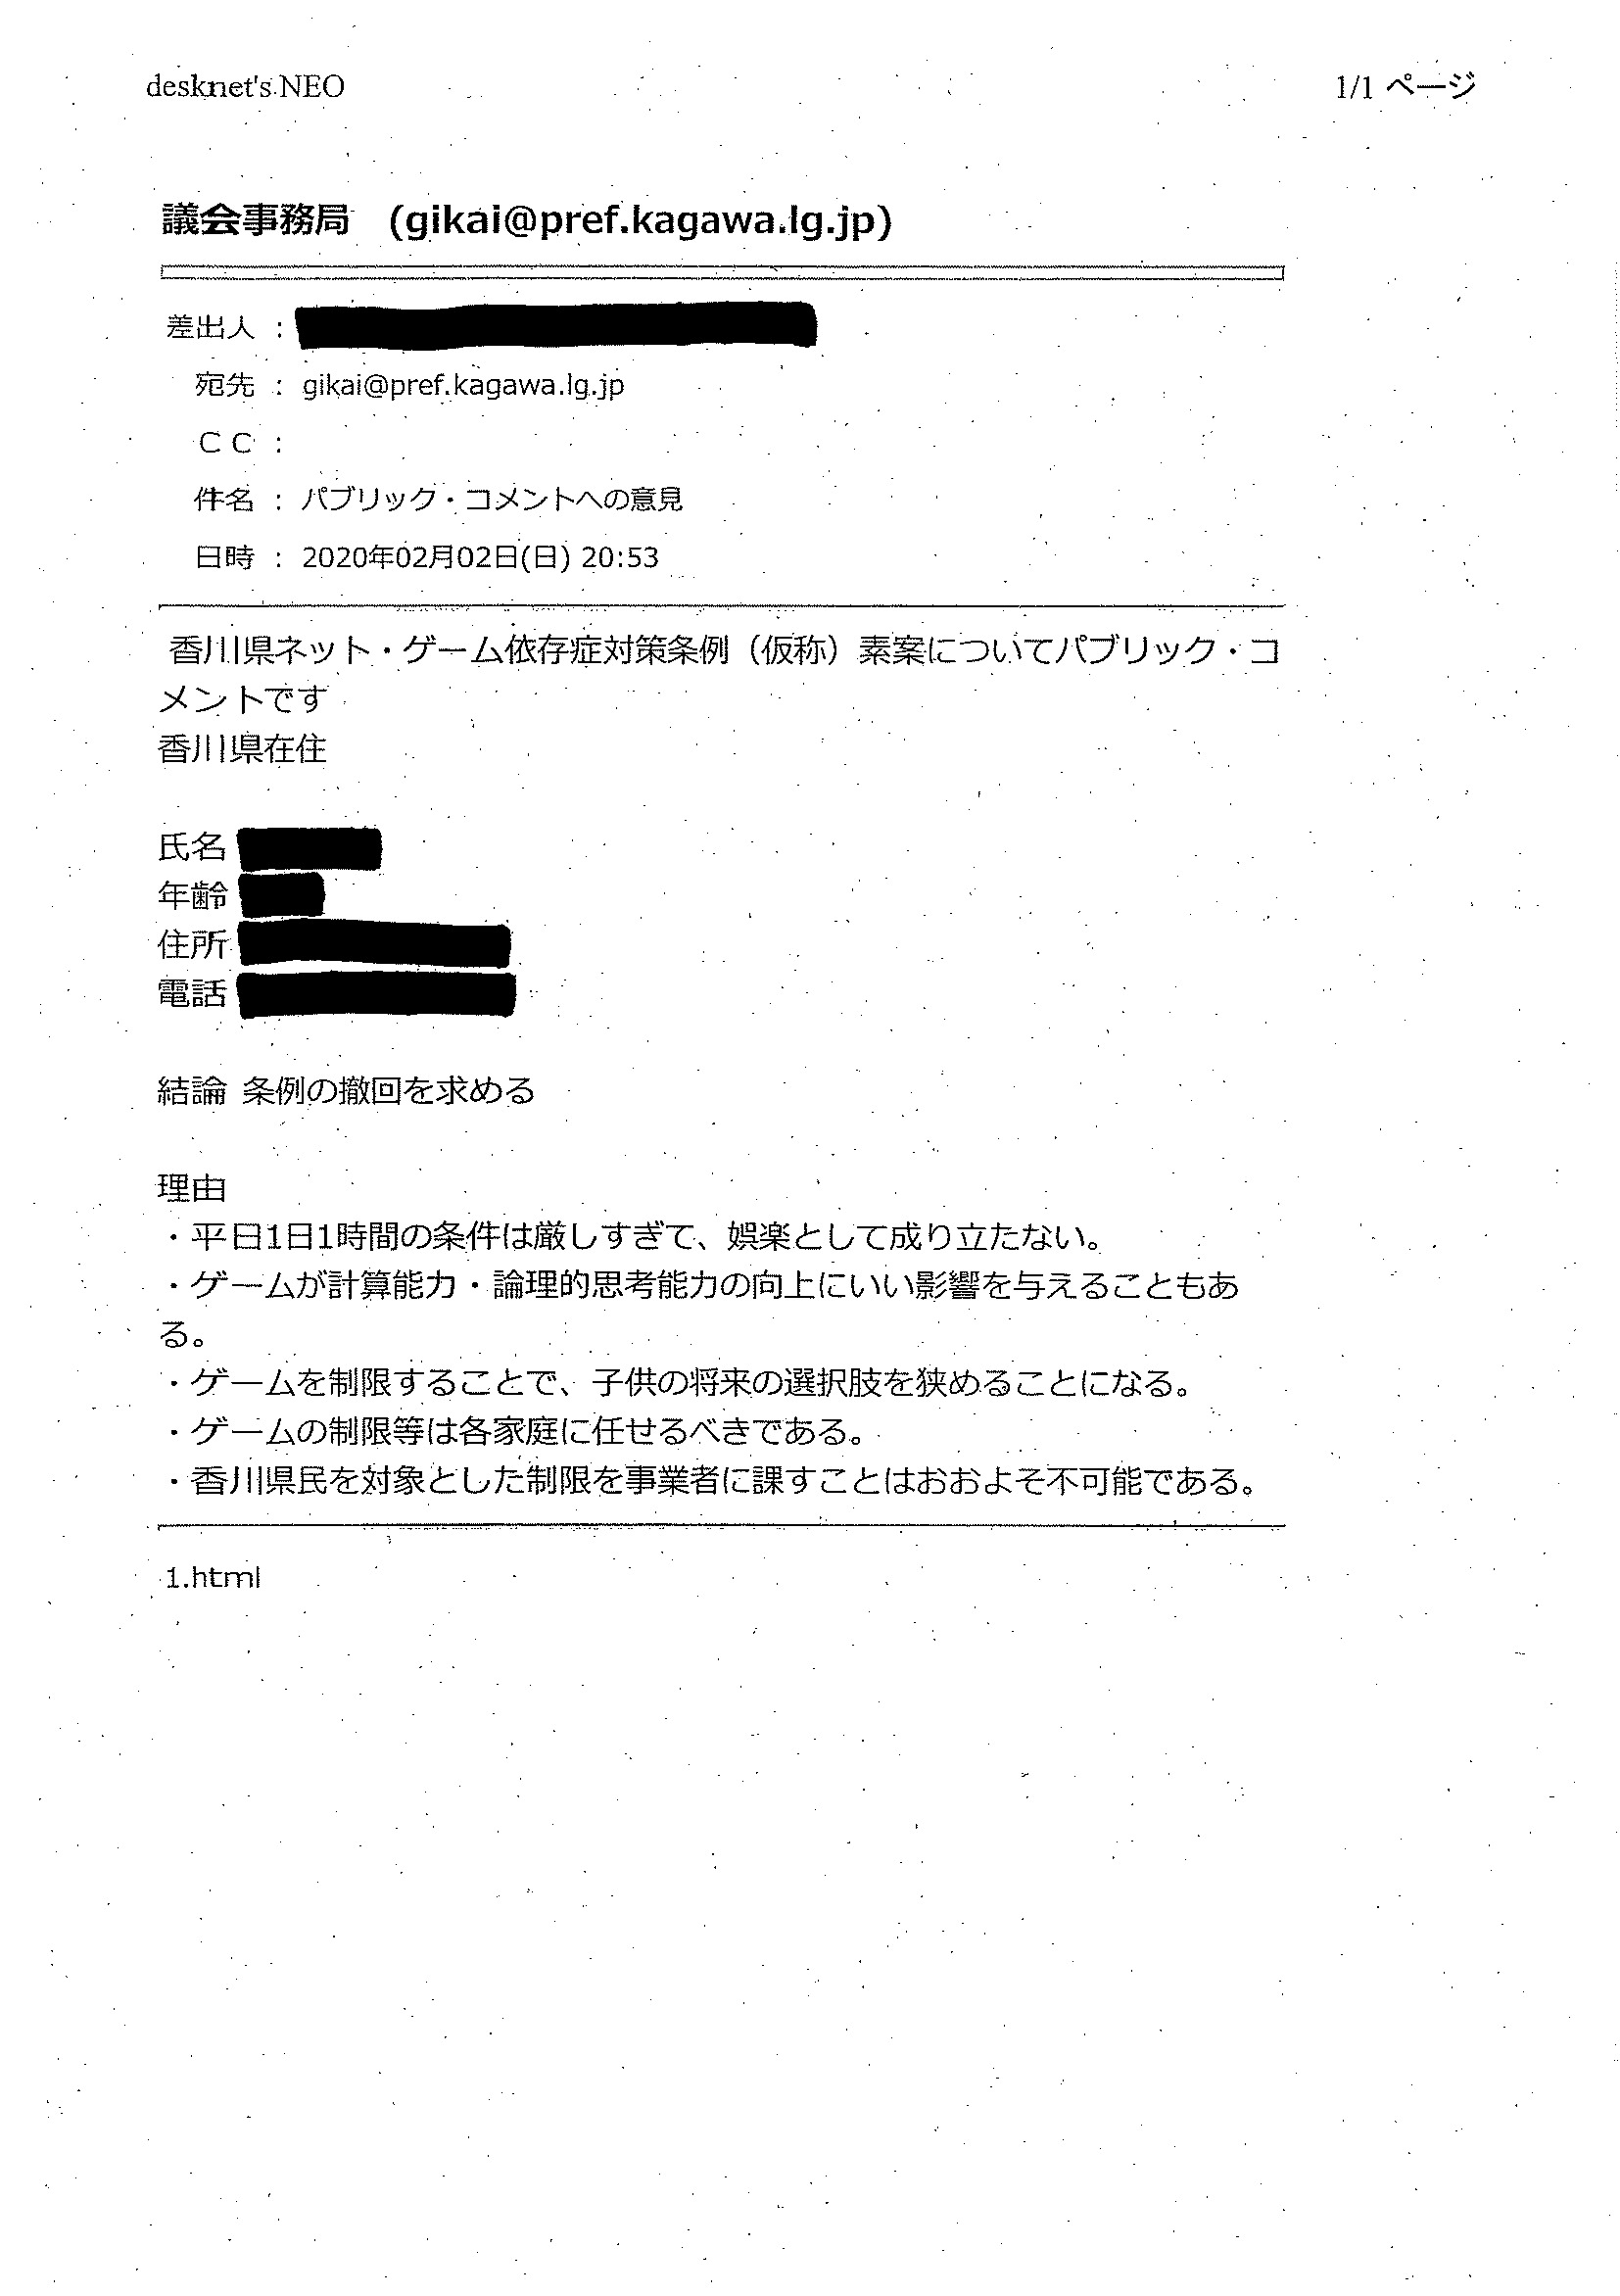 desknet's NEO
1/1 ページ
議会事務局 (gikai@pref.kagawa.lg.jp)
差出人 :
宛先 : gikai@pref.kagawa.lg.jp
ＣＣ :
件名 : パブリック・コメントへの意見
日時 : 2020年02月02日(日) 20:53
香川県ネット・ゲーム依存症対策条例（仮称）素案についてパブリック・コ
メントです
香川県在住
氏名
年齢
住所
電話
結論 条例の撤回を求める
理由
・平日1日1時間の条件は厳しすぎて、娯楽として成り立たない。
・ゲームが計算能力・論理的思考能力の向上にいい影響を与えることもあ
る。
・ゲームを制限することで、子供の将来の選択肢を狭めることになる。
・ゲームの制限等は各家庭に任せるべきである。
・香川県民を対象とした制限を事業者に課すことはおおよそ不可能である。
1.html